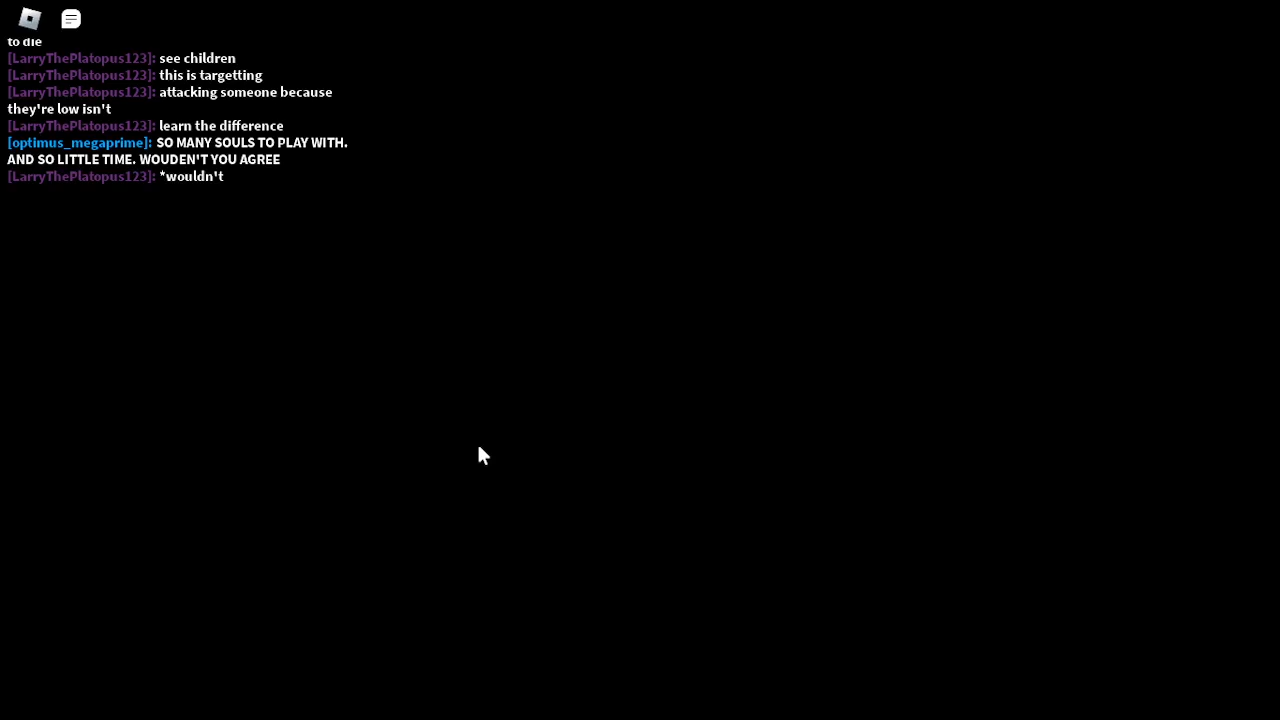 to die
[LarryThePlatopus123]: see children
[LarryThePlatopus123]: this is targetting
[LarryThePlatopus123]: attacking someone because
they're low isn't
[LarryThePlatopus123]: learn the difference
[optimus_megaprime]: SO MANY SOULS TO PLAY WITH.
AND SO LITTLE TIME. WOUDEN'T YOU AGREE
[LarryThePlatopus123]: *wouldn't